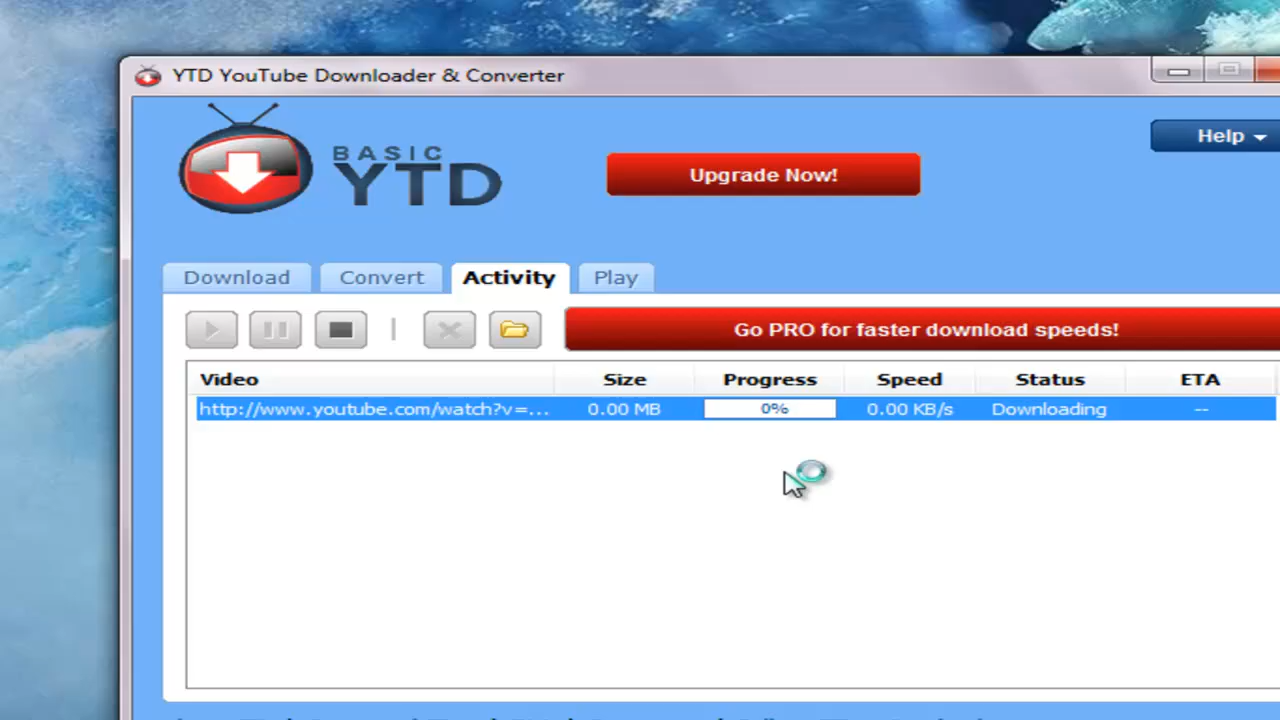 YTD YouTube Downloader & Converter
BASIC
YTD
Upgrade Now!
Help
Download Convert Activity Play
Go PRO for faster download speeds!
Video Size Progress Speed Status ETA
http://www.youtube.com/watch?v=... 0.00 MB 0% 0.00 KB/s Downloading --